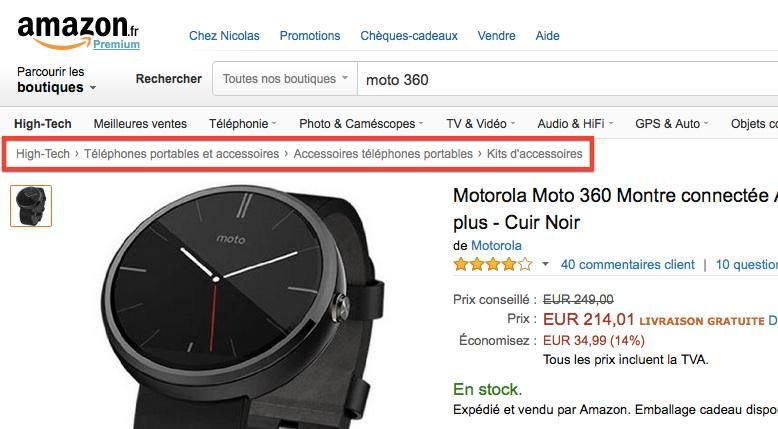 amazon.fr
Premium
Chez Nicolas Promotions Chèques-cadeaux Vendre Aide
Parcourir les
boutiques
Rechercher Toutes nos boutiques moto 360
High-Tech Meilleures ventes Téléphonie Photo & Caméscopes TV & Vidéo Audio & HiFi GPS & Auto Objets
High-Tech › Téléphones portables et accessoires › Accessoires téléphones portables › Kits d'accessoires
moto
Motorola Moto 360 Montre connectée
plus - Cuir Noir
de Motorola
40 commentaires client | 10 question
Prix conseillé : EUR 249,00
Prix : EUR 214,01 LIVRAISON GRATUITE D
Économisez : EUR 34,99 (14%)
Tous les prix incluent la TVA.
En stock.
Expédié et vendu par Amazon. Emballage cadeau dispo